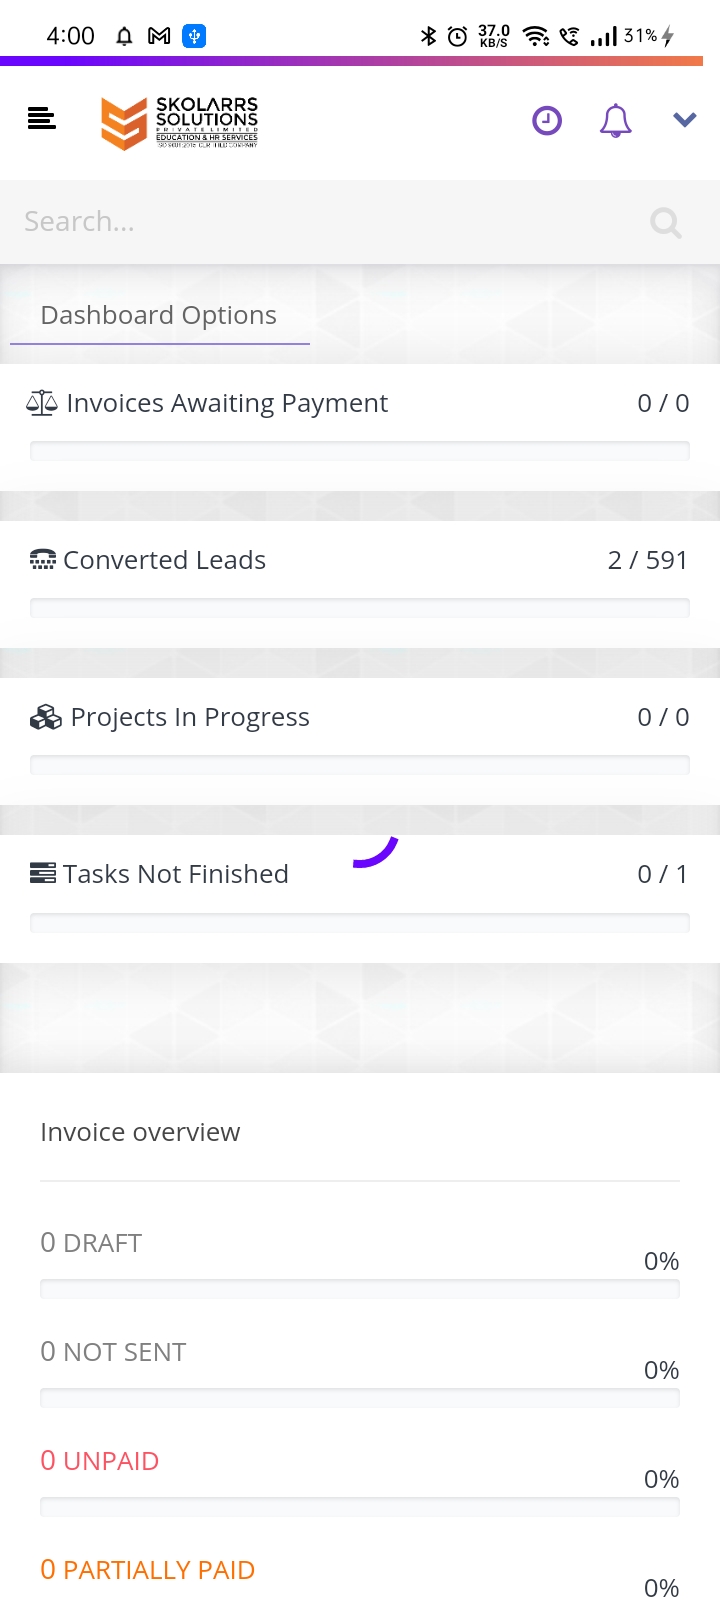 4:00
37.0
KB/S
31%
SKOLARRS
SOLUTIONS
PRIVATE LIMITED
EDUCATION & HR SERVICES
Search...
Dashboard Options
Invoices Awaiting Payment 0 / 0
Converted Leads 2 / 591
Projects In Progress 0 / 0
Tasks Not Finished 0 / 1
Invoice overview
0 DRAFT
0%
0 NOT SENT
0%
0 UNPAID
0%
0 PARTIALLY PAID
0%